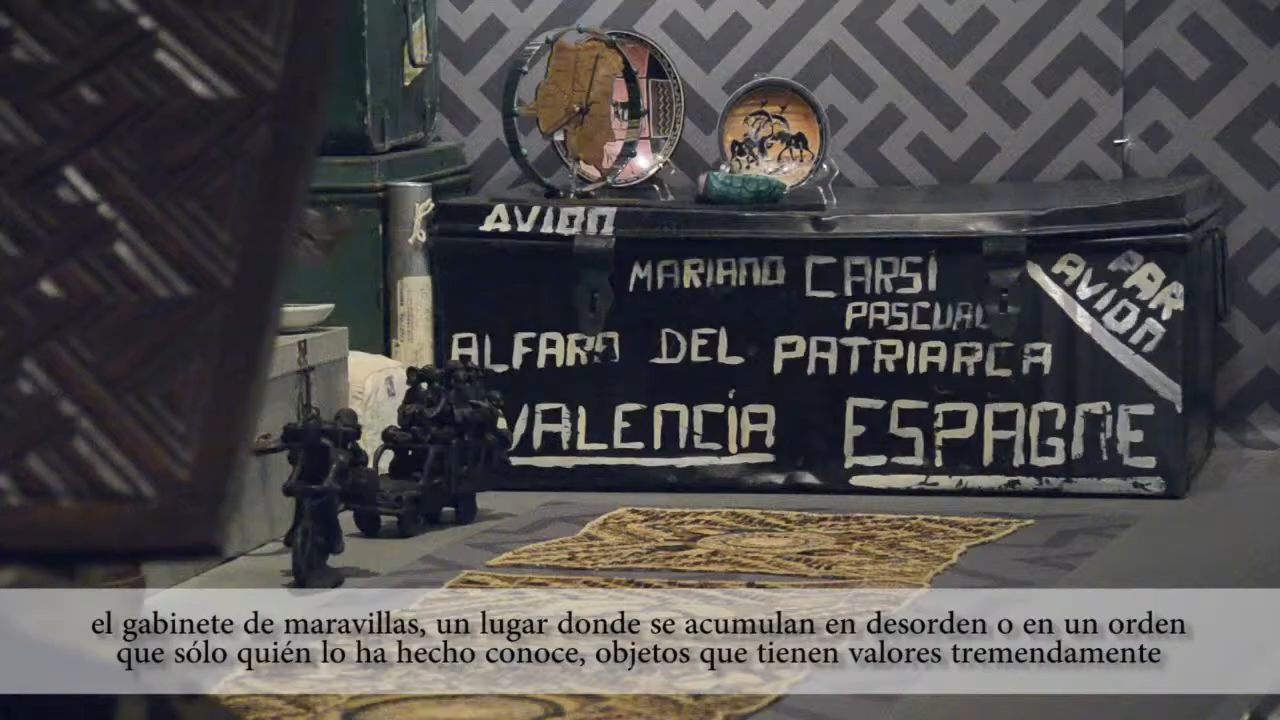 AVION
PAR
AVION
MARIANO CARSÍ
PASCUAL
ALFARA DEL PATRIARCA
VALENCÍA ESPAGNE
el gabinete de maravillas, un lugar donde se acumulan en desorden o en un orden
que sólo quién lo ha hecho conoce, objetos que tienen valores tremendamente